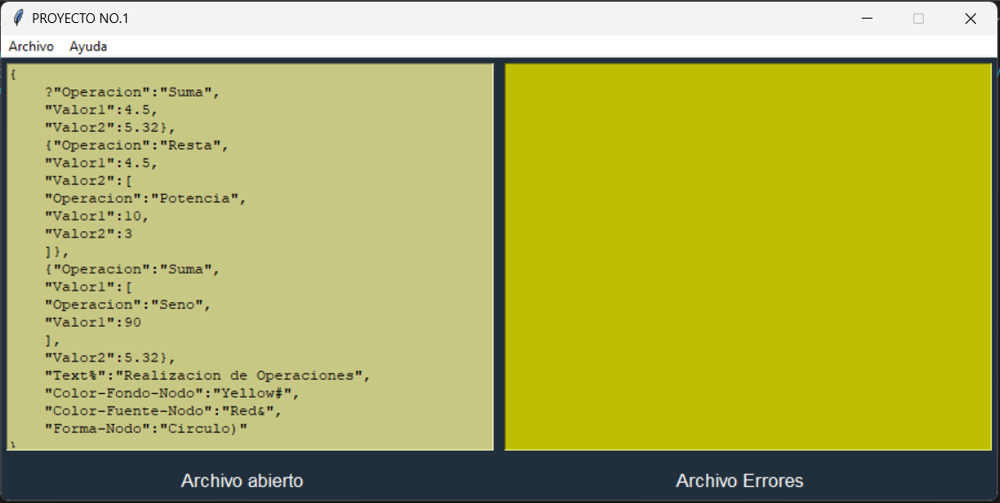 PROYECTO NO.1
Archivo Ayuda
{
?"Operacion":"Suma",
"Valor1":4.5,
"Valor2":5.32},
{"Operacion":"Resta",
"Valor1":4.5,
"Valor2":[
"Operacion":"Potencia",
"Valor1":10,
"Valor2":3
]},
{"Operacion":"Suma",
"Valor1":[
"Operacion":"Seno",
"Valor1":90
],
"Valor2":5.32},
"Text%":"Realizacion de Operaciones",
"Color-Fondo-Nodo":"Yellow#",
"Color-Fuente-Nodo":"Red&",
"Forma-Nodo":"Circulo)"
}
Archivo abierto
Archivo Errores